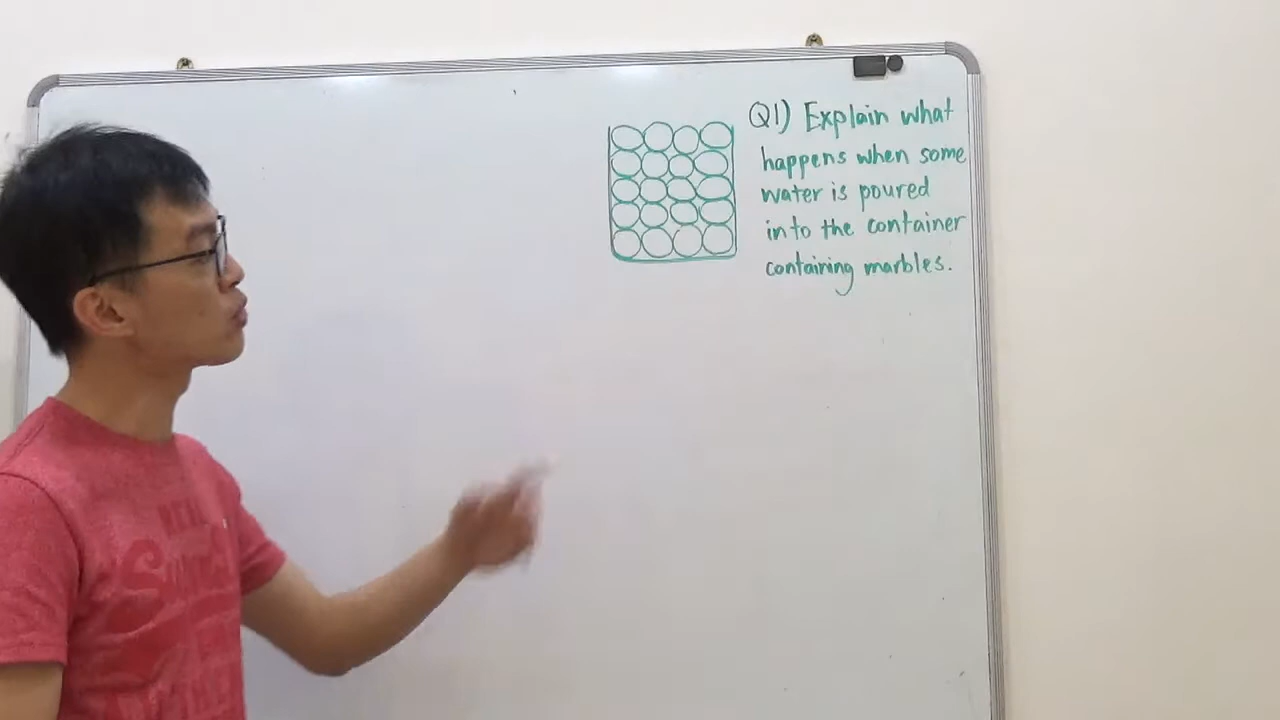 Q1) Explain what
happens when some
water is poured
into the container
containing marbles.